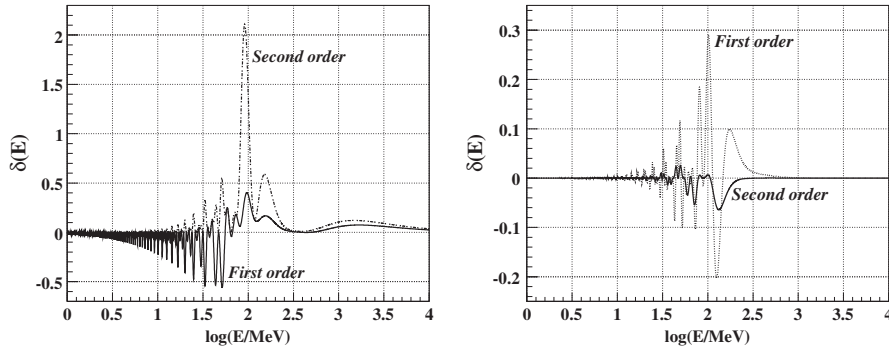 2
1.5
1
0.5
0
-0.5
δ(E)
Second order
First order
0 0.5 1 1.5 2 2.5 3 3.5 4
log(E/MeV)
0.3
0.2
0.1
0
-0.1
-0.2
δ(E)
First order
Second order
0 0.5 1 1.5 2 2.5 3 3.5 4
log(E/MeV)